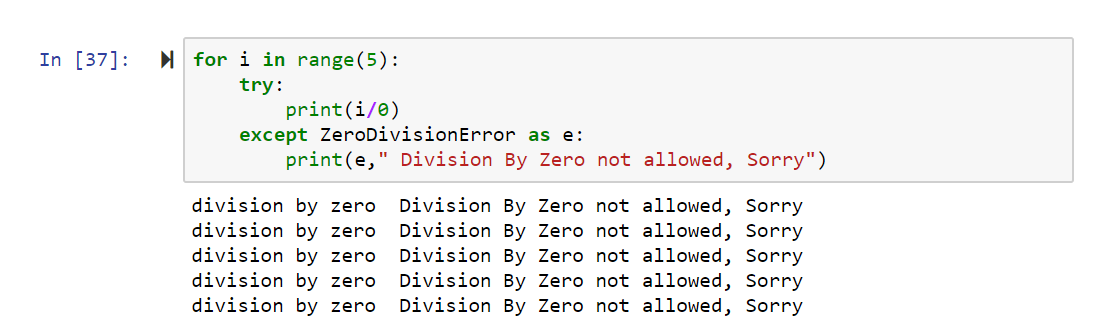 In [37]: for i in range(5):
    try:
        print(i/0)
    except ZeroDivisionError as e:
        print(e," Division By Zero not allowed, Sorry")
division by zero  Division By Zero not allowed, Sorry
division by zero  Division By Zero not allowed, Sorry
division by zero  Division By Zero not allowed, Sorry
division by zero  Division By Zero not allowed, Sorry
division by zero  Division By Zero not allowed, Sorry